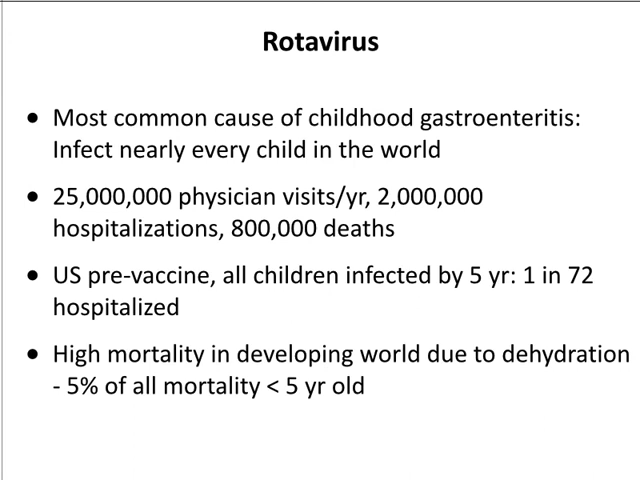 Rotavirus
• Most common cause of childhood gastroenteritis:
Infect nearly every child in the world
• 25,000,000 physician visits/yr, 2,000,000
hospitalizations, 800,000 deaths
• US pre-vaccine, all children infected by 5 yr: 1 in 72
hospitalized
• High mortality in developing world due to dehydration
- 5% of all mortality < 5 yr old